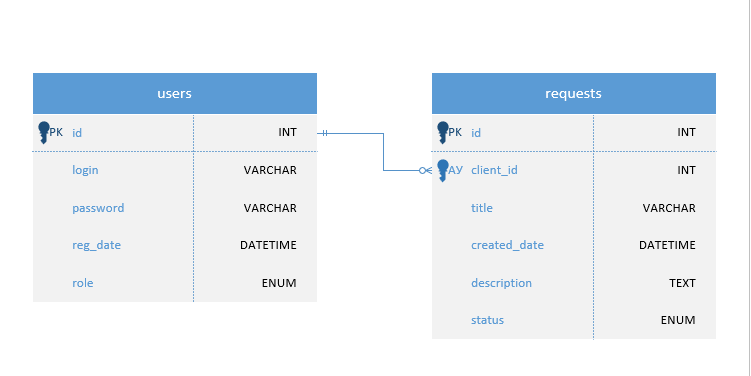 users
PK id INT
login VARCHAR
password VARCHAR
reg_date DATETIME
role ENUM
requests
PK id INT
АУ client_id INT
title VARCHAR
created_date DATETIME
description TEXT
status ENUM